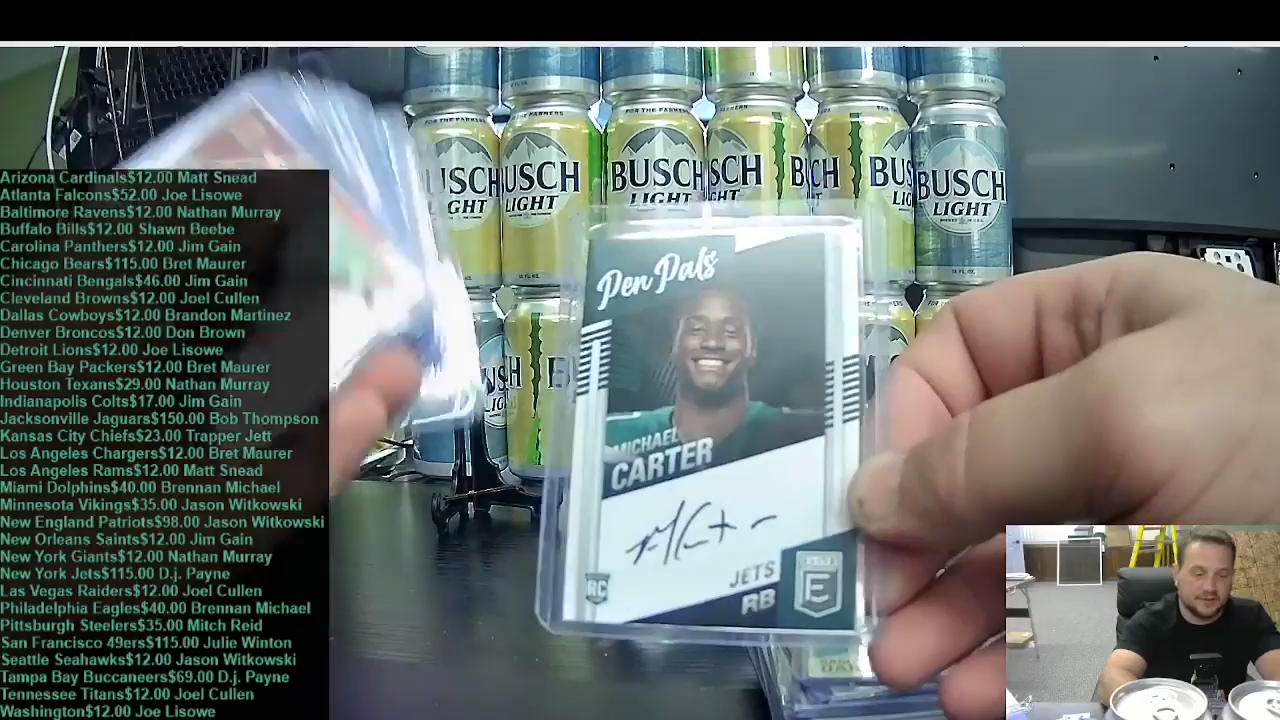 Arizona Cardinals$12.00 Matt Snead
Atlanta Falcons$52.00 Joe Lisowe
Baltimore Ravens$12.00 Nathan Murray
Buffalo Bills$12.00 Shawn Beebe
Carolina Panthers$12.00 Jim Gain
Chicago Bears$115.00 Bret Maurer
Cincinnati Bengals$46.00 Jim Gain
Cleveland Browns$12.00 Joel Cullen
Dallas Cowboys$12.00 Brandon Martinez
Denver Broncos$12.00 Don Brown
Detroit Lions$12.00 Joe Lisowe
Green Bay Packers$12.00 Bret Maurer
Houston Texans$29.00 Nathan Murray
Indianapolis Colts$17.00 Jim Gain
Jacksonville Jaguars$150.00 Bob Thompson
Kansas City Chiefs$23.00 Trapper Jett
Los Angeles Chargers$12.00 Bret Maurer
Los Angeles Rams$12.00 Matt Snead
Miami Dolphins$40.00 Brennan Michael
Minnesota Vikings$35.00 Jason Witkowski
New England Patriots$98.00 Jason Witkowski
New Orleans Saints$12.00 Jim Gain
New York Giants$12.00 Nathan Murray
New York Jets$115.00 D.j. Payne
Las Vegas Raiders$12.00 Joel Cullen
Philadelphia Eagles$40.00 Brennan Michael
Pittsburgh Steelers$35.00 Mitch Reid
San Francisco 49ers$115.00 Julie Winton
Seattle Seahawks$12.00 Jason Witkowski
Tampa Bay Buccaneers$69.00 D.j. Payne
Tennessee Titans$12.00 Joel Cullen
Washington$12.00 Joe Lisowe
FOR THE FARMERS
BUSCH
LIGHT
BUSCH
LIGHT
BUSCH
LIGHT
Pen Pals
MICHAEL
CARTER
JETS
RB
RC
E